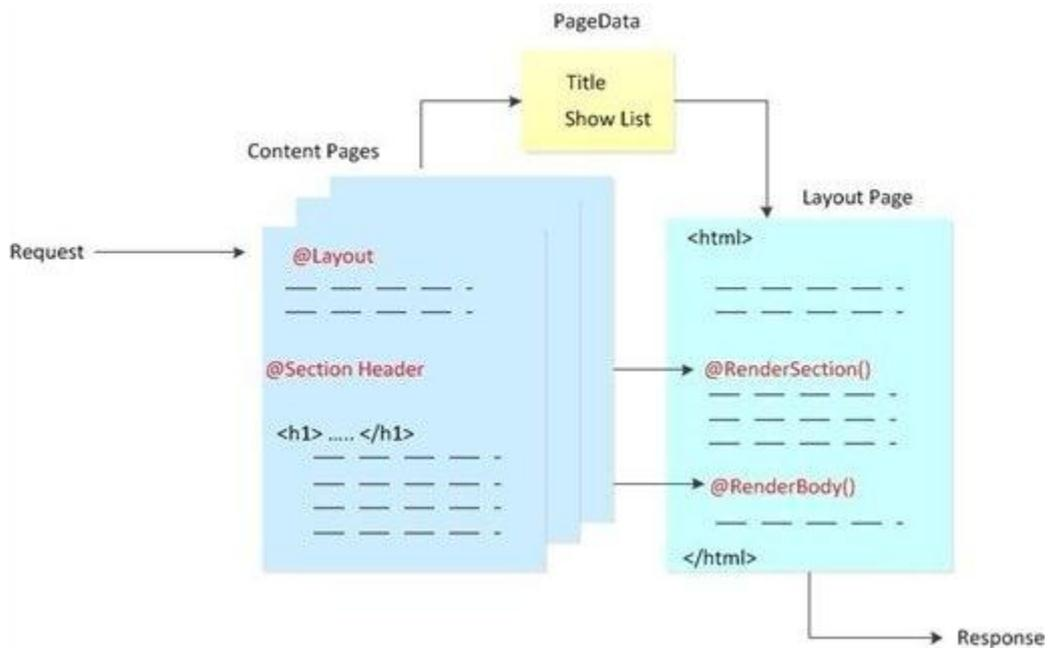 PageData
Title
Show List
Content Pages
Layout Page
Request
@Layout
@Section Header
<h1> ..... </h1>
<html>
@RenderSection()
@RenderBody()
</html>
Response